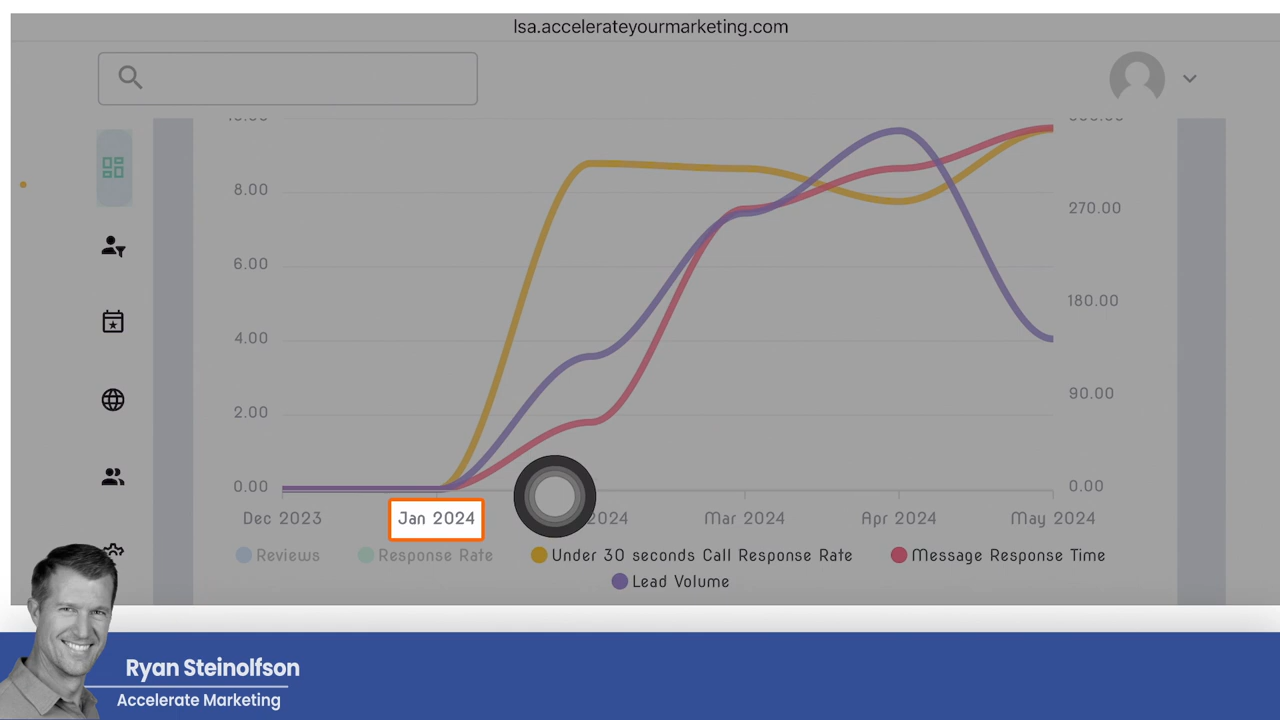 lsa.accelerateyourmarketing.com
8.00
6.00
4.00
2.00
0.00
270.00
180.00
90.00
0.00
Dec 2023 Jan 2024 2024 Mar 2024 Apr 2024 May 2024
Reviews Response Rate Under 30 seconds Call Response Rate Message Response Time
Lead Volume
Ryan Steinolfson
Accelerate Marketing